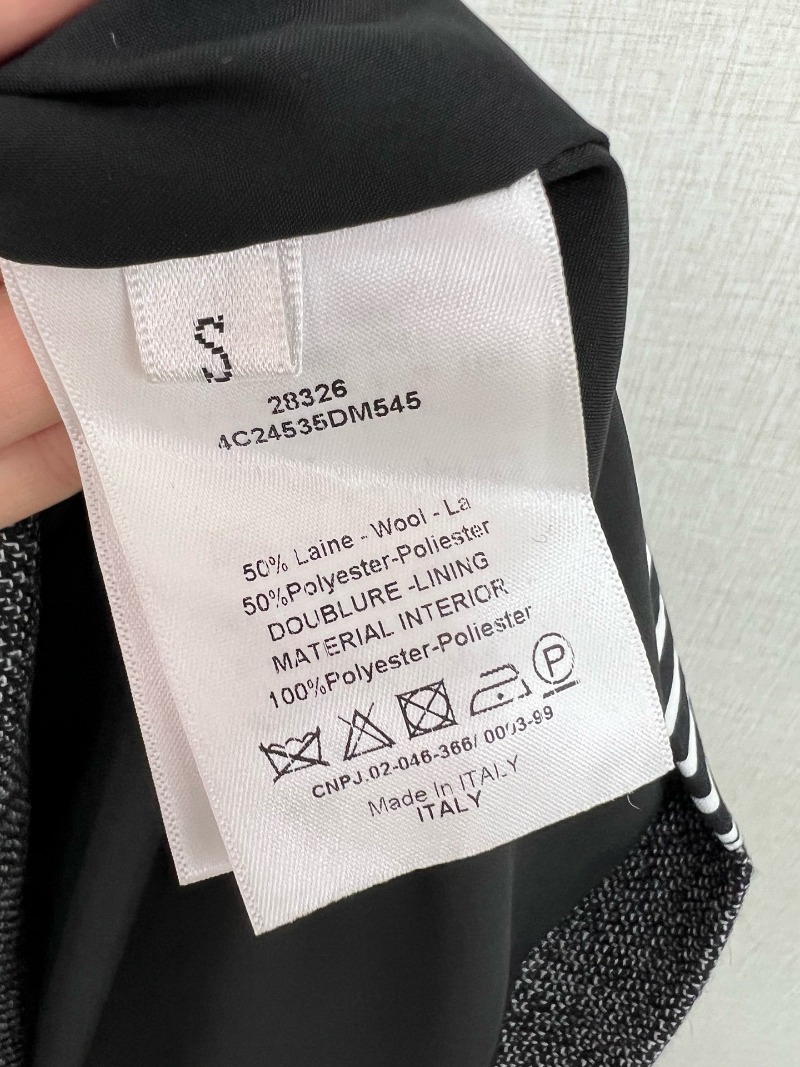 S
28326
4C24535DM545
50% Laine - Wool - La
50%Polyester-Poliester
DOUBLURE -LINING
MATERIAL INTERIOR
100%Polyester-Poliester
P
CNPJ.02-046-366/ 0003-99
Made In ITALY
ITALY